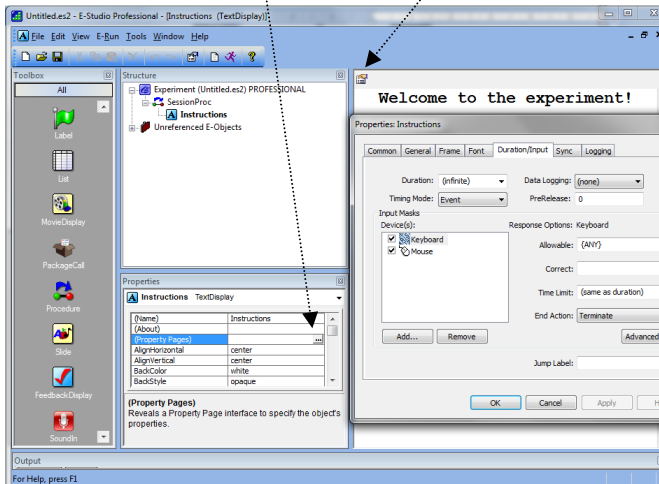 Untitled.es2 - E-Studio Professional - [Instructions (TextDisplay)]
File Edit View E-Run Tools Window Help
Toolbox
All
Label
List
MovieDisplay
PackageCall
Procedure
Slide
FeedbackDisplay
SoundIn
Structure
Experiment (Untitled.es2) PROFESSIONAL
SessionProc
Instructions
Unreferenced E-Objects
Properties
Instructions TextDisplay
(Name) Instructions
(About)
(Property Pages) ...
AlignHorizontal center
AlignVertical center
BackColor white
BackStyle opaque
(Property Pages)
Reveals a Property Page interface to specify the object's
properties.
Welcome to the experiment!
Properties: Instructions
Common General Frame Font Duration/Input Sync Logging
Duration: (infinite) Data Logging: (none)
Timing Mode: Event PreRelease: 0
Input Masks
Device(s): Response Options: Keyboard
Keyboard Allowable: {ANY}
Mouse
Correct:
Time Limit: (same as duration)
End Action: Terminate
Add... Remove Advanced
Jump Label:
OK Cancel Apply H
Output
For Help, press F1